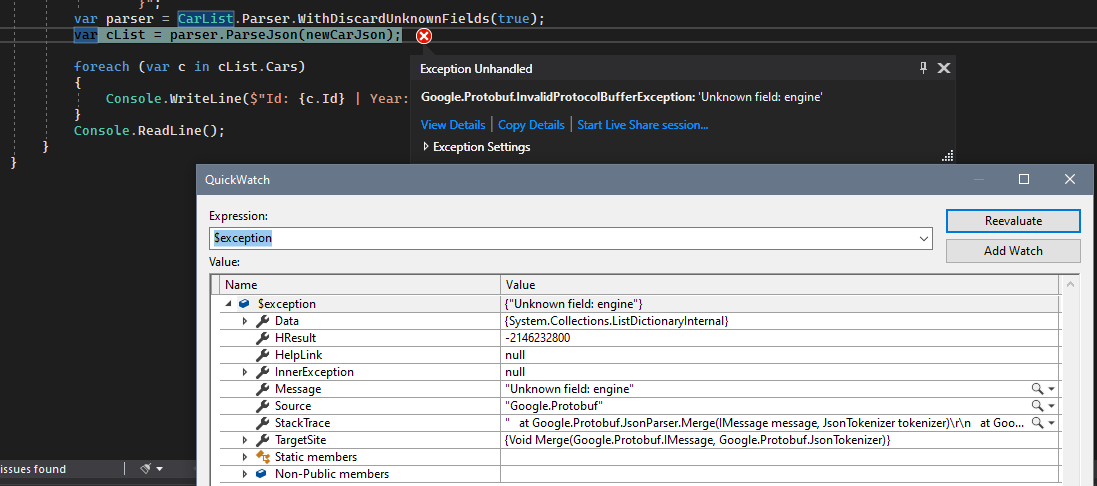 }";
var parser = CarList.Parser.WithDiscardUnknownFields(true);
var cList = parser.ParseJson(newCarJson);
foreach (var c in cList.Cars)
{
Console.WriteLine($"Id: {c.Id} | Year:
}
Console.ReadLine();
}
}
Exception Unhandled
Google.Protobuf.InvalidProtocolBufferException: 'Unknown field: engine'
View Details | Copy Details | Start Live Share session...
Exception Settings
QuickWatch
Expression:
$exception
Reevaluate
Add Watch
Value:
Name Value
$exception {"Unknown field: engine"}
Data {System.Collections.ListDictionaryInternal}
HResult -2146232800
HelpLink null
InnerException null
Message "Unknown field: engine"
Source "Google.Protobuf"
StackTrace " at Google.Protobuf.JsonParser.Merge(IMessage message, JsonTokenizer tokenizer)\r\n at Goo...
TargetSite {Void Merge(Google.Protobuf.IMessage, Google.Protobuf.JsonTokenizer)}
Static members
Non-Public members
issues found